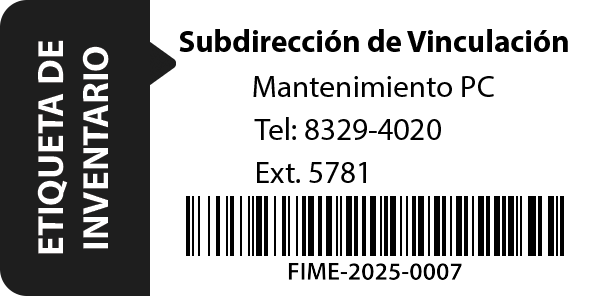 ETIQUETA DE
INVENTARIO
Subdirección de Vinculación
Mantenimiento PC
Tel: 8329-4020
Ext. 5781
FIME-2025-0007